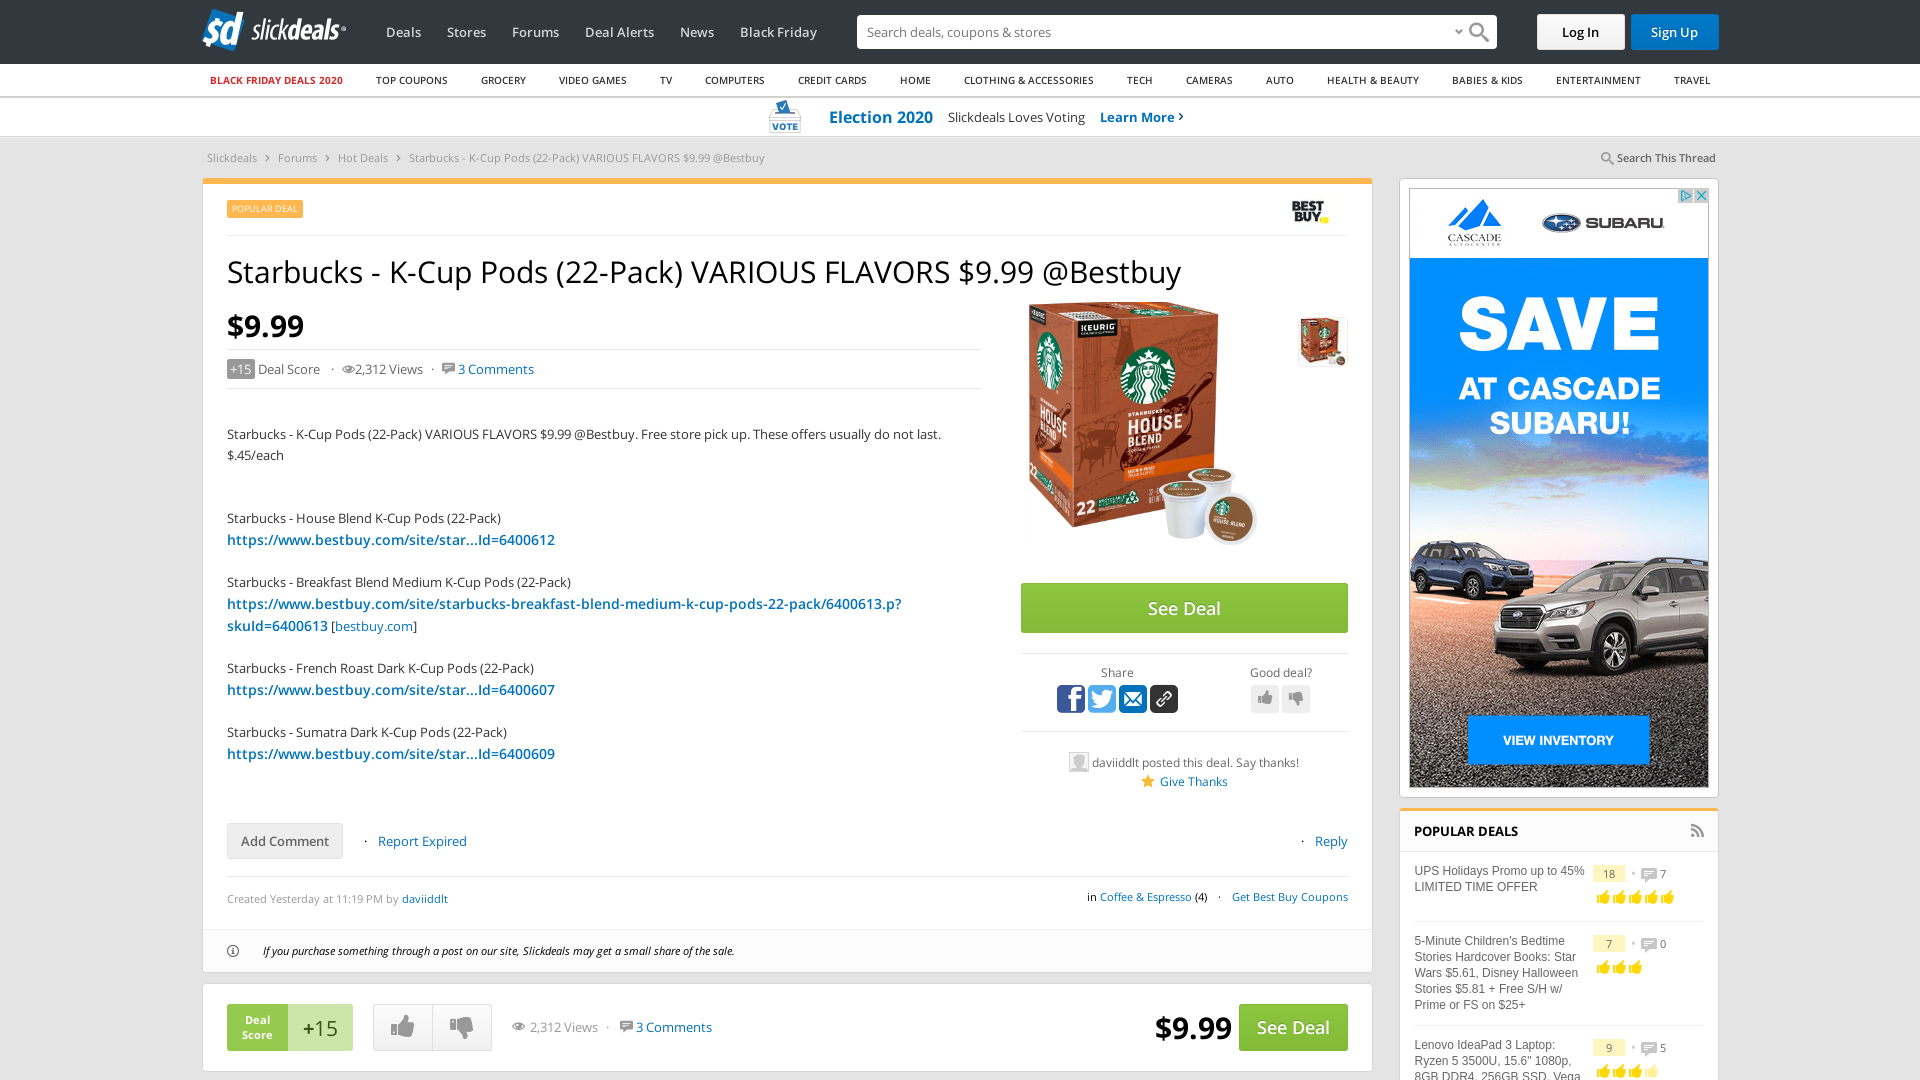 slickdeals
Deals
Stores
Forums
Deal Alerts
News
Black Friday
Search deals, coupons & shops
Log In
Sign Up
BLACK FRIDAY DEALS 2020
TOP COUPONS
GROCERY
VIDEO GAMES
TV
COMPUTERS
CREDIT CARDS
HOME
CLOTHING & ACCESSORIES
TECH
CAMERAS
AUTO
HEALTH & BEAUTY
BABIES & KIDS
ENTERTAINMENT
TRAVEL
VOTE
Election 2020 Slickdeals Loves Voting Learn More
Slickdeals › Forums › Hot Deals › Starbucks - K-Cup Pods (22-Pack) VARIOUS FLAVORS $9.99 @Bestbuy
Search This Thread
POPULAR DEAL
BEST BUY
Starbucks - K-Cup Pods (22-Pack) VARIOUS FLAVORS $9.99 @Bestbuy
$9.99
+15 Deal Score · 2,312 Views · 3 Comments
Starbucks - K-Cup Pods (22-Pack) VARIOUS FLAVORS $9.99 @Bestbuy. Free store pick up. These offers usually do not last.
$.45/each
Starbucks - House Blend K-Cup Pods (22-Pack)
https://www.bestbuy.com/site/star...Id=6400612
Starbucks - Breakfast Blend Medium K-Cup Pods (22-Pack)
https://www.bestbuy.com/site/starbucks-breakfast-blend-medium-k-cup-pods-22-pack/6400613.p?
skuId=6400613 [bestbuy.com]
Starbucks - French Roast Dark K-Cup Pods (22-Pack)
https://www.bestbuy.com/site/star...Id=6400607
Starbucks - Sumatra Dark K-Cup Pods (22-Pack)
https://www.bestbuy.com/site/star...Id=6400609
KEURIG
STARBUCKS
HOUSE
BLEND
HOUSE
BLEND
22
See Deal
Share
Good deal?
daviiddlt posted this deal. Say thanks!
Give Thanks
Add Comment · Report Expired
· Reply
Created Yesterday at 11:19 PM by daviiddlt
in Coffee & Espresso (4) · Get Best Buy Coupons
If you purchase something through a post on our site, Slickdeals may get a small share of the sale.
Deal
Score
+15
2,312 Views · 3 Comments
$9.99
See Deal
CASCADE
AUTOCENTER
SUBARU
SAVE
AT CASCADE
SUBARU!
VIEW INVENTORY
POPULAR DEALS
UPS Holidays Promo up to 45%
LIMITED TIME OFFER
18 • 7
5-Minute Children's Bedtime
Stories Hardcover Books: Star
Wars $5.61, Disney Halloween
Stories $5.81 + Free S/H w/
Prime or FS on $25+
7 • 0
Lenovo IdeaPad 3 Laptop:
Ryzen 5 3500U, 15.6" 1080p,
8GB DDR4, 256GB SSD, Vega
9 • 5